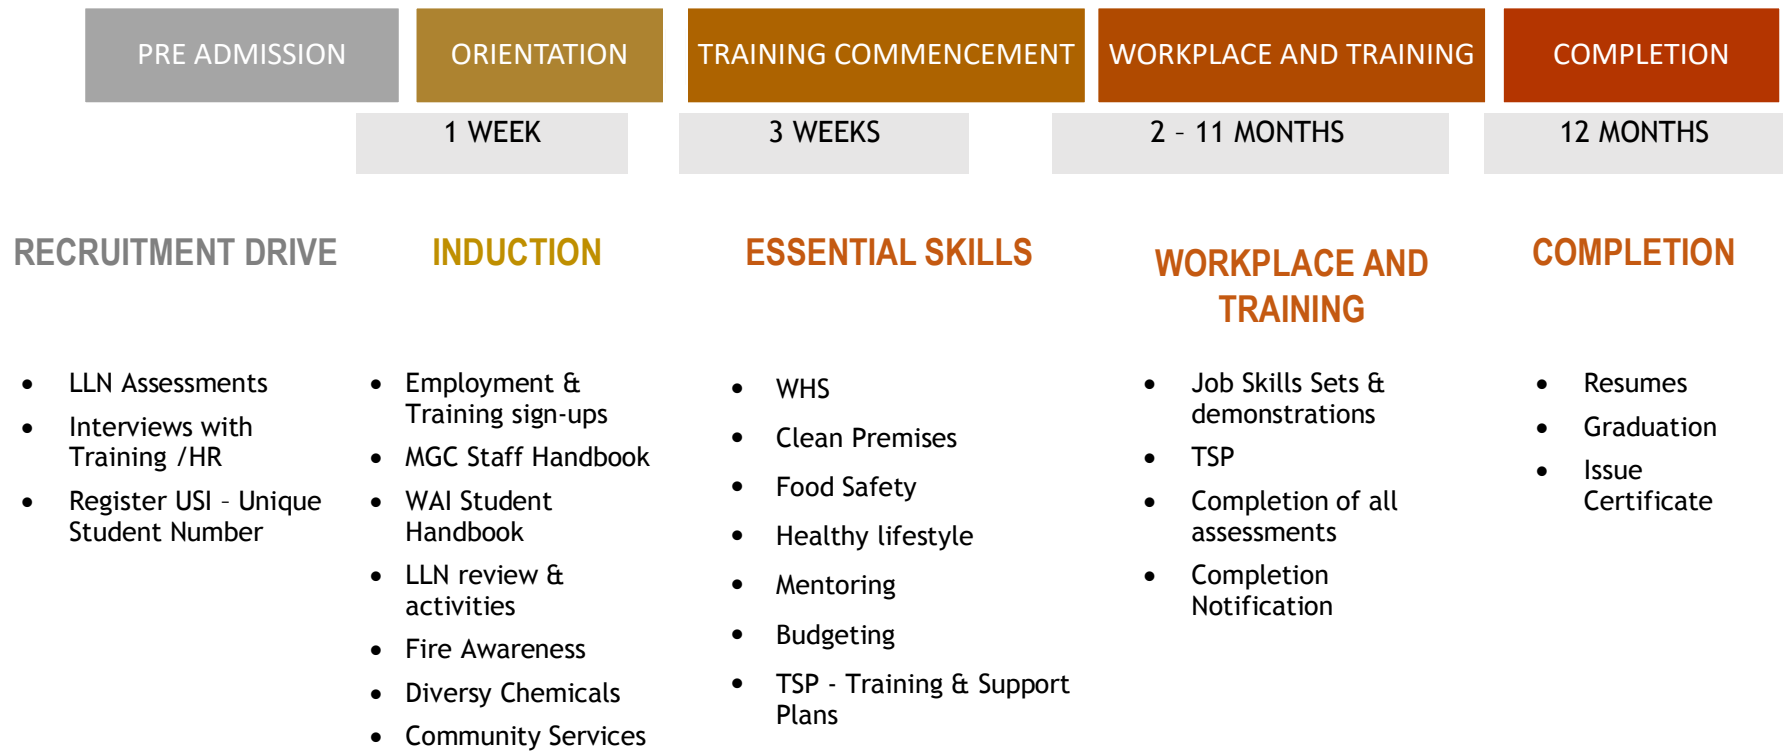 PRE ADMISSION
ORIENTATION
TRAINING COMMENCEMENT
WORKPLACE AND TRAINING
COMPLETION
1 WEEK
3 WEEKS
2 – 11 MONTHS
12 MONTHS
RECRUITMENT DRIVE
• LLN Assessments
• Interviews with
Training /HR
• Register USI – Unique
Student Number
INDUCTION
• Employment &
Training sign-ups
• MGC Staff Handbook
• WAI Student
Handbook
• LLN review &
activities
• Fire Awareness
• Diversy Chemicals
• Community Services
ESSENTIAL SKILLS
• WHS
• Clean Premises
• Food Safety
• Healthy lifestyle
• Mentoring
• Budgeting
• TSP - Training & Support
Plans
WORKPLACE AND
TRAINING
• Job Skills Sets &
demonstrations
• TSP
• Completion of all
assessments
• Completion
Notification
COMPLETION
• Resumes
• Graduation
• Issue
Certificate